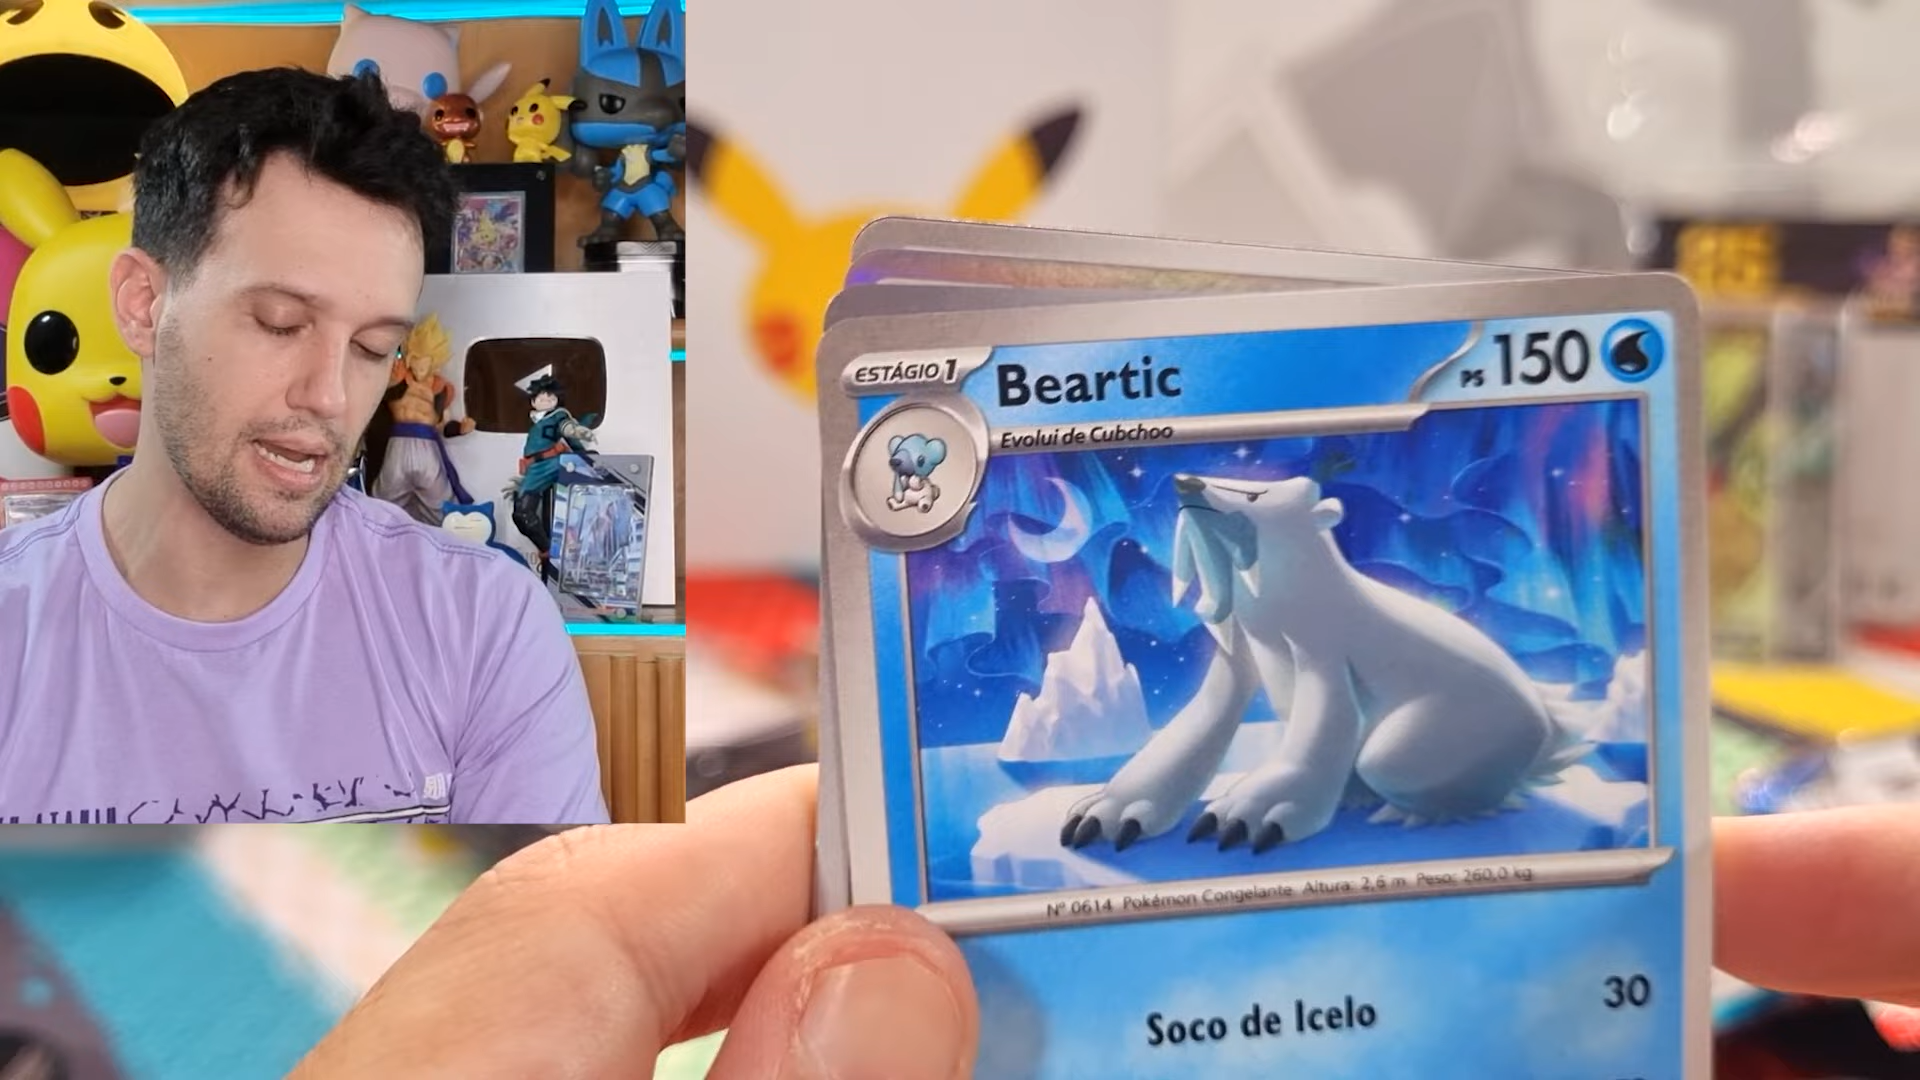 ESTÁGIO 1
Beartic
PS 150
Evolui de Cubchoo
Nº 0614 Pokémon Congelante Altura: 2,6 m Peso: 260,0 kg
Soco de Icelo
30